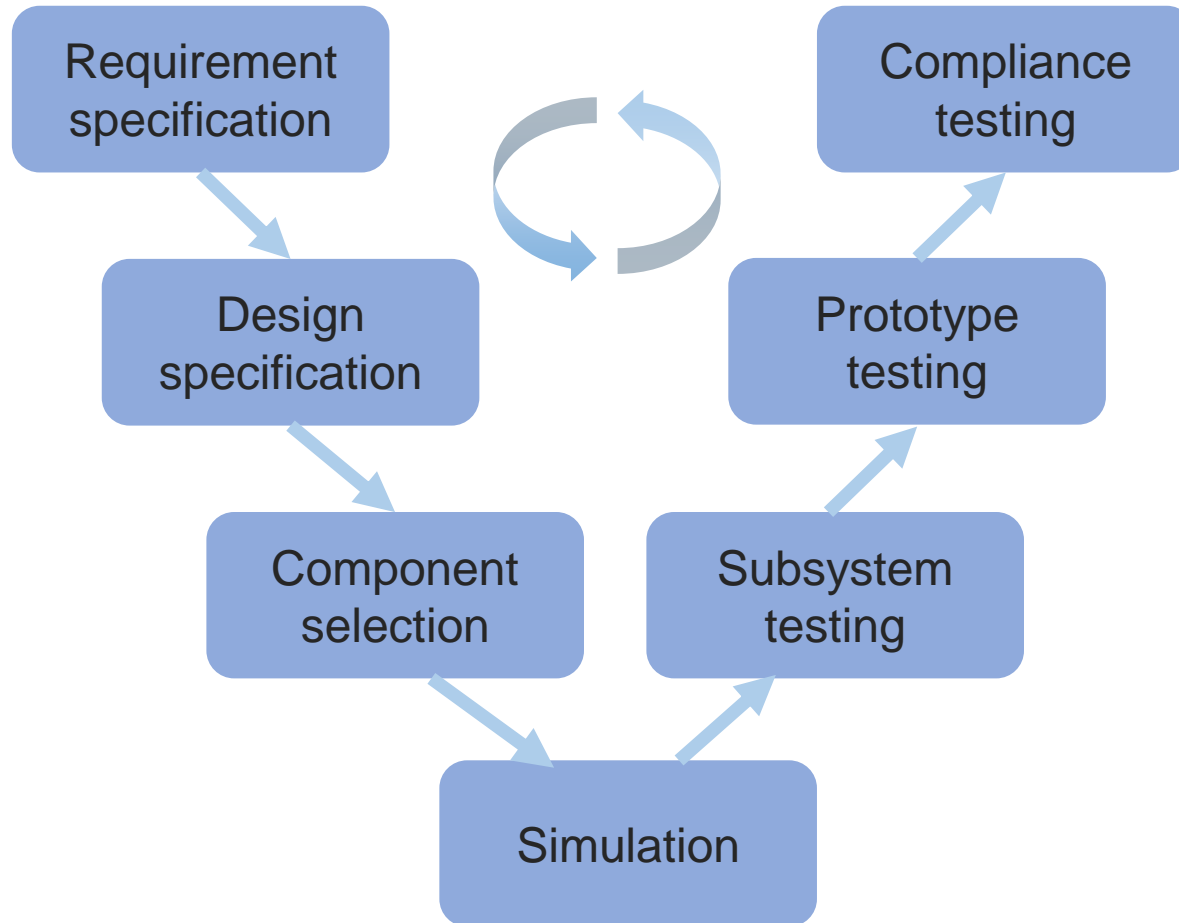 Requirement
specification
Design
specification
Component
selection
Simulation
Subsystem
testing
Prototype
testing
Compliance
testing